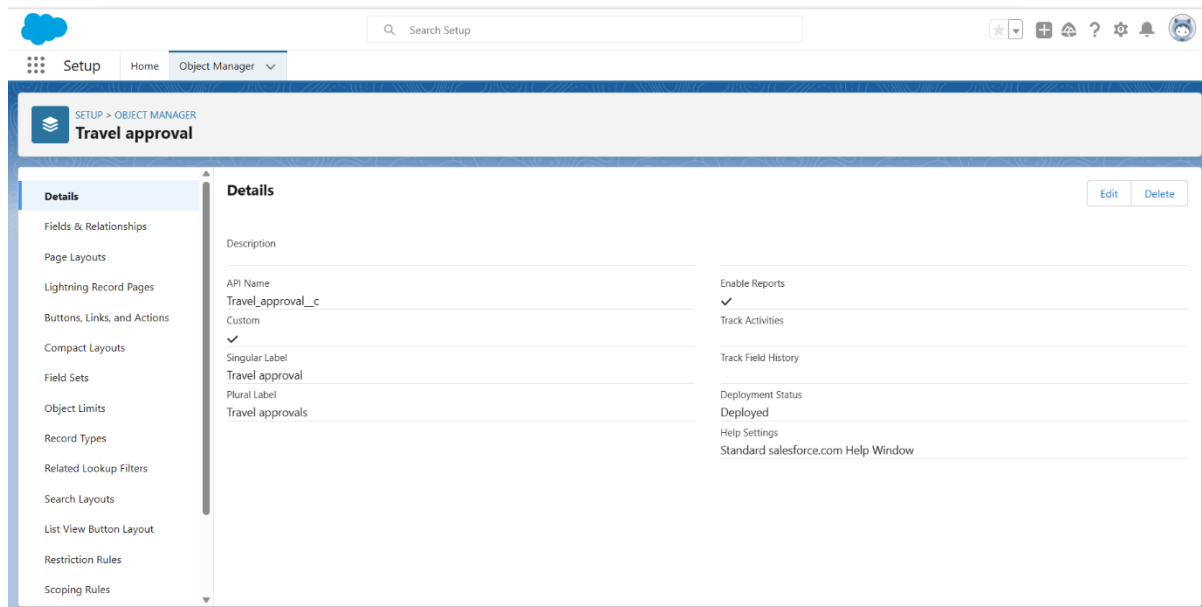 Search Setup
Setup
Home
Object Manager
SETUP > OBJECT MANAGER
Travel approval
Details
Fields & Relationships
Page Layouts
Lightning Record Pages
Buttons, Links, and Actions
Compact Layouts
Field Sets
Object Limits
Record Types
Related Lookup Filters
Search Layouts
List View Button Layout
Restriction Rules
Scoping Rules
Details
Edit
Delete
Description
API Name
Travel_approval__c
Custom
Singular Label
Travel approval
Plural Label
Travel approvals
Enable Reports
Track Activities
Track Field History
Deployment Status
Deployed
Help Settings
Standard salesforce.com Help Window